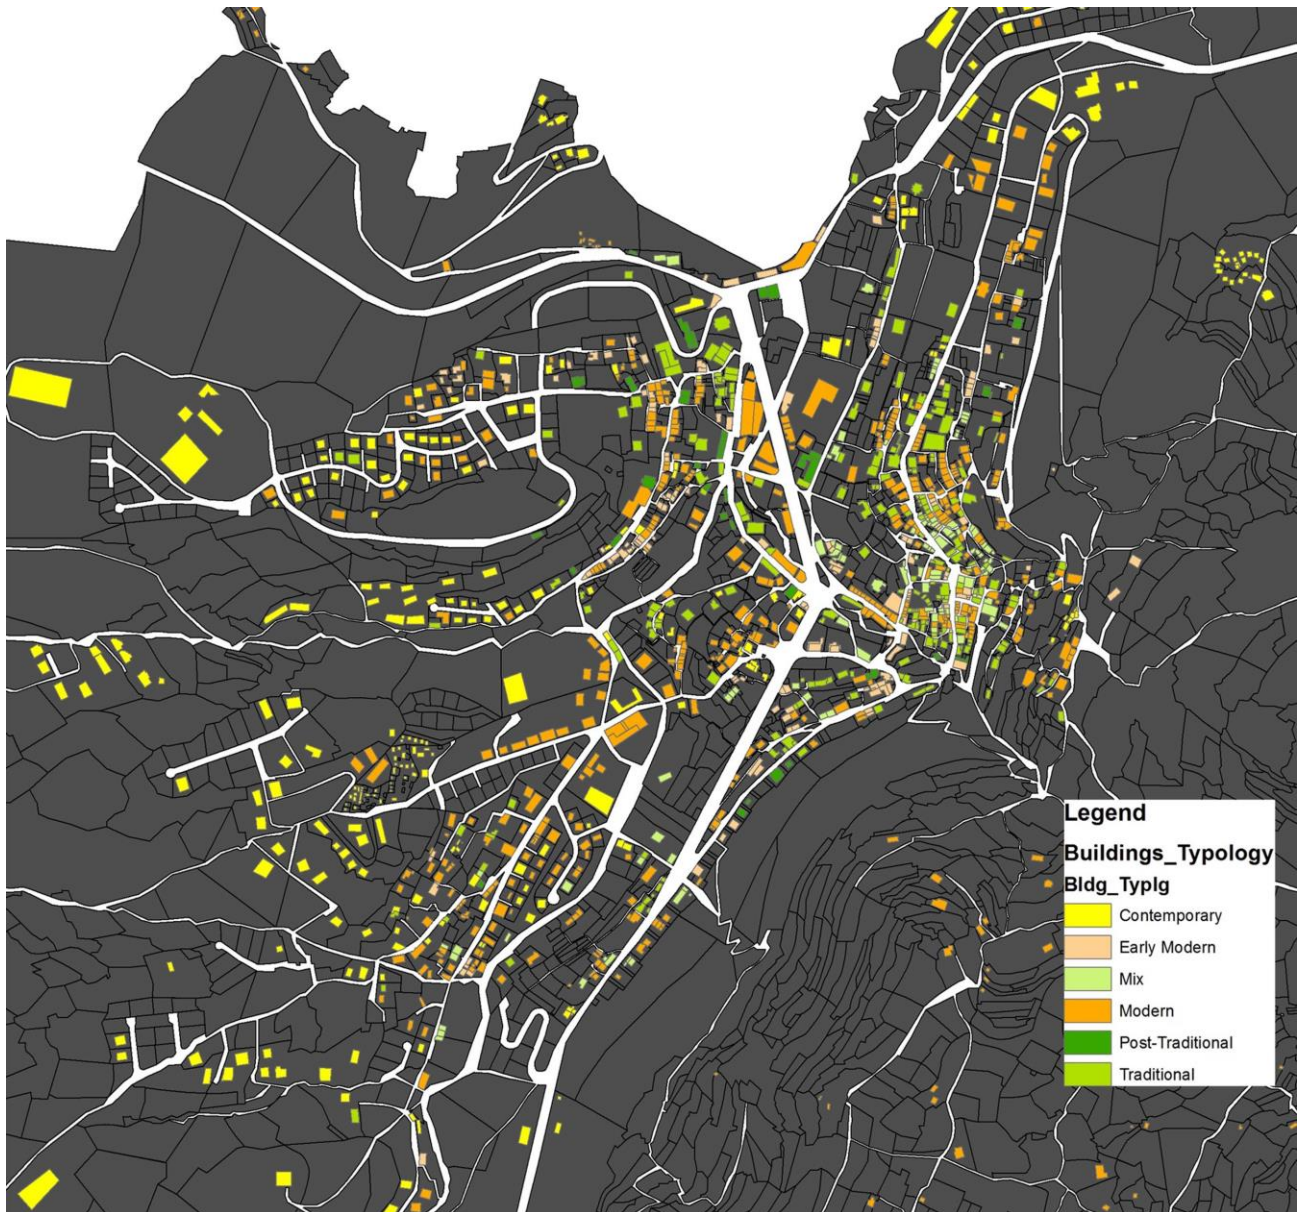 Legend
Buildings_Typology
Bldg_Typlg
Contemporary
Early Modern
Mix
Modern
Post-Traditional
Traditional